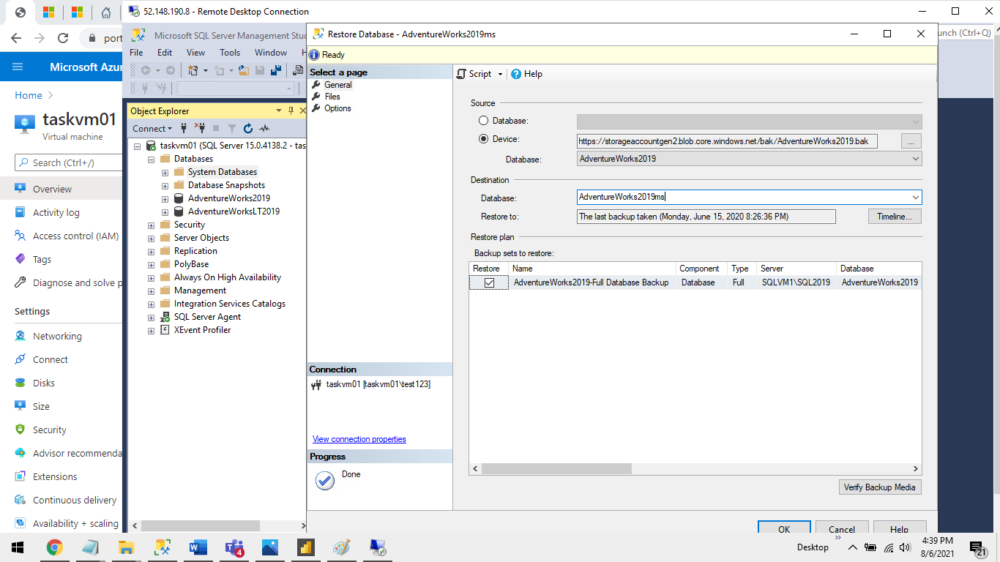 52.148.190.8 - Remote Desktop Connection
port
unch (Ctrl+Q)
Microsoft Azur
Home
taskvm01
Virtual machine
Search (Ctrl+/)
Overview
Activity log
Access control (IAM)
Tags
Diagnose and solve p
Settings
Networking
Connect
Disks
Size
Security
Advisor recommenda
Extensions
Continuous delivery
Availability + scaling
Microsoft SQL Server Management Stud
File Edit View Tools Window H
Object Explorer
Connect
taskvm01 (SQL Server 15.0.4138.2 - tas
Databases
System Databases
Database Snapshots
AdventureWorks2019
AdventureWorksLT2019
Security
Server Objects
Replication
PolyBase
Always On High Availability
Management
Integration Services Catalogs
SQL Server Agent
XEvent Profiler
Restore Database - AdventureWorks2019ms
Ready
Select a page
General
Files
Options
Connection
taskvm01 [taskvm01\test123]
View connection properties
Progress
Done
Script Help
Source
Database:
Device: https://storageaccountgen2.blob.core.windows.net/bak/AdventureWorks2019.bak ...
Database: AdventureWorks2019
Destination
Database: AdventureWorks2019ms
Restore to: The last backup taken (Monday, June 15, 2020 8:26:36 PM) Timeline...
Restore plan
Backup sets to restore:
Restore Name Component Type Server Database
AdventureWorks2019-Full Database Backup Database Full SQLVM1\SQL2019 AdventureWorks2019
Verify Backup Media
OK Cancel Help
4
Desktop
4:39 PM
8/6/2021
21